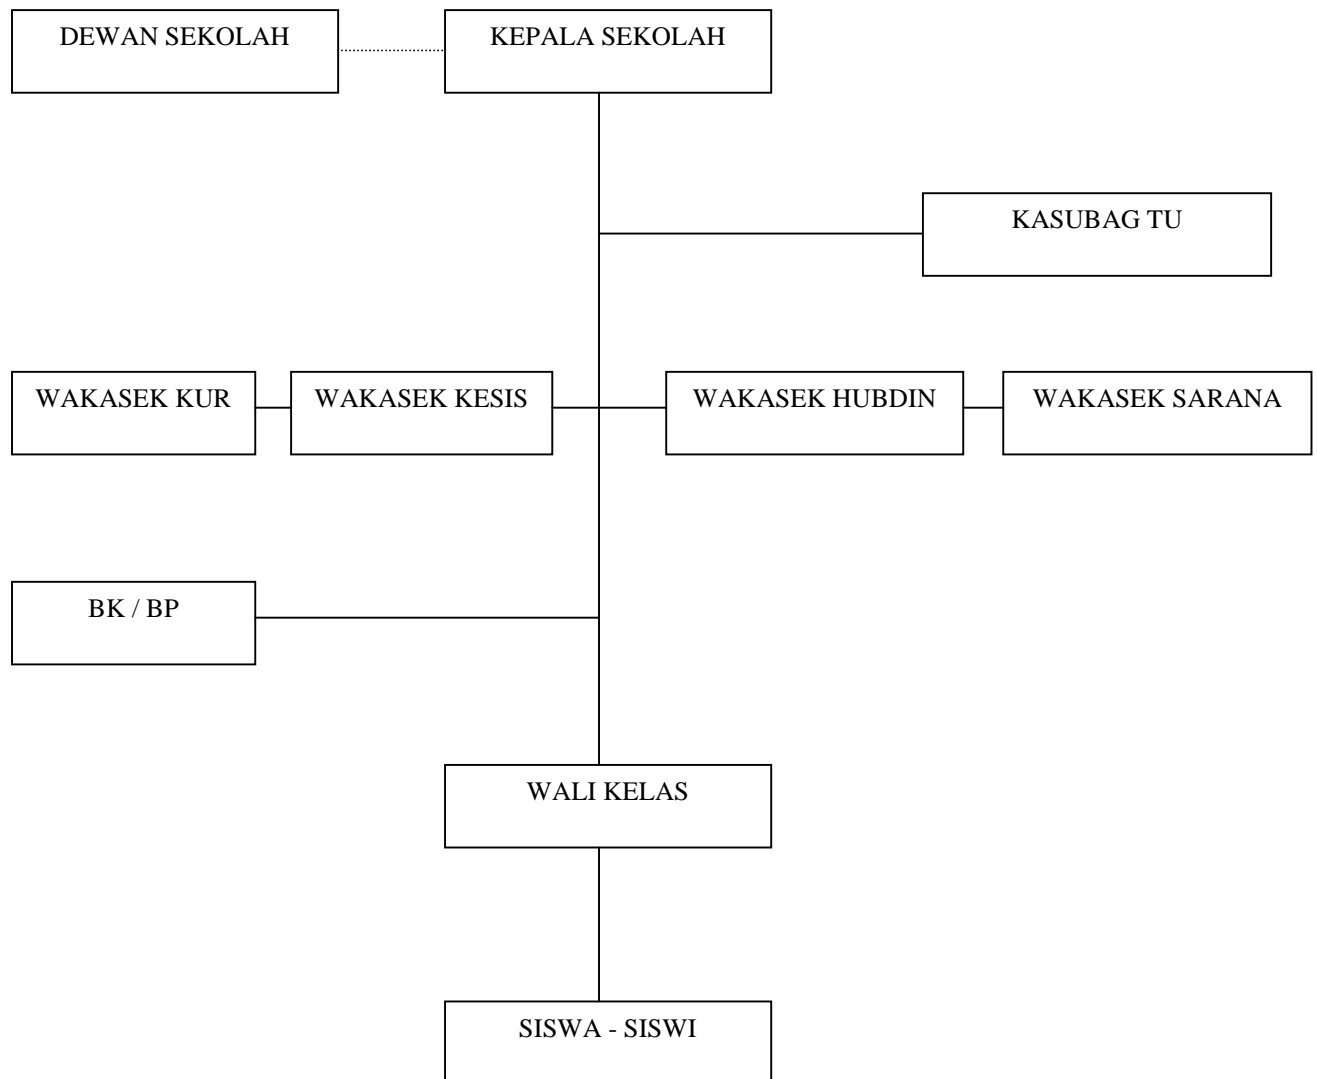 DEWAN SEKOLAH
KEPALA SEKOLAH
KASUBAG TU
WAKASEK KUR
WAKASEK KESIS
WAKASEK HUBDIN
WAKASEK SARANA
BK / BP
WALI KELAS
SISWA - SISWI